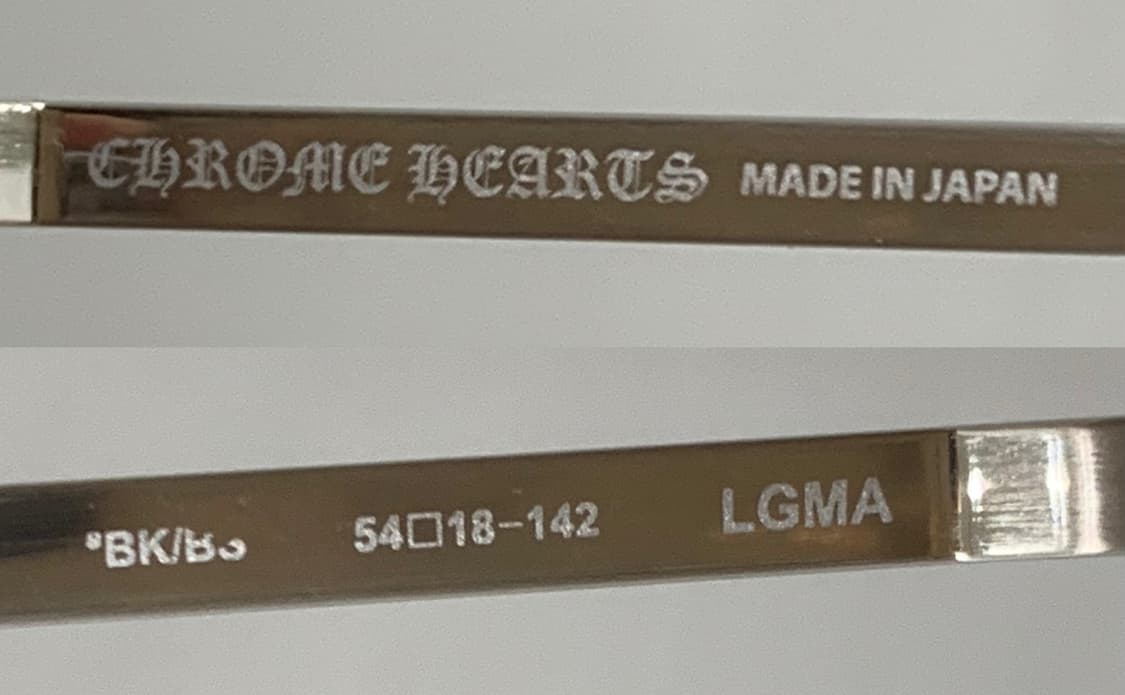 CHROME HEARTS MADE IN JAPAN
54□18-142 LGMA